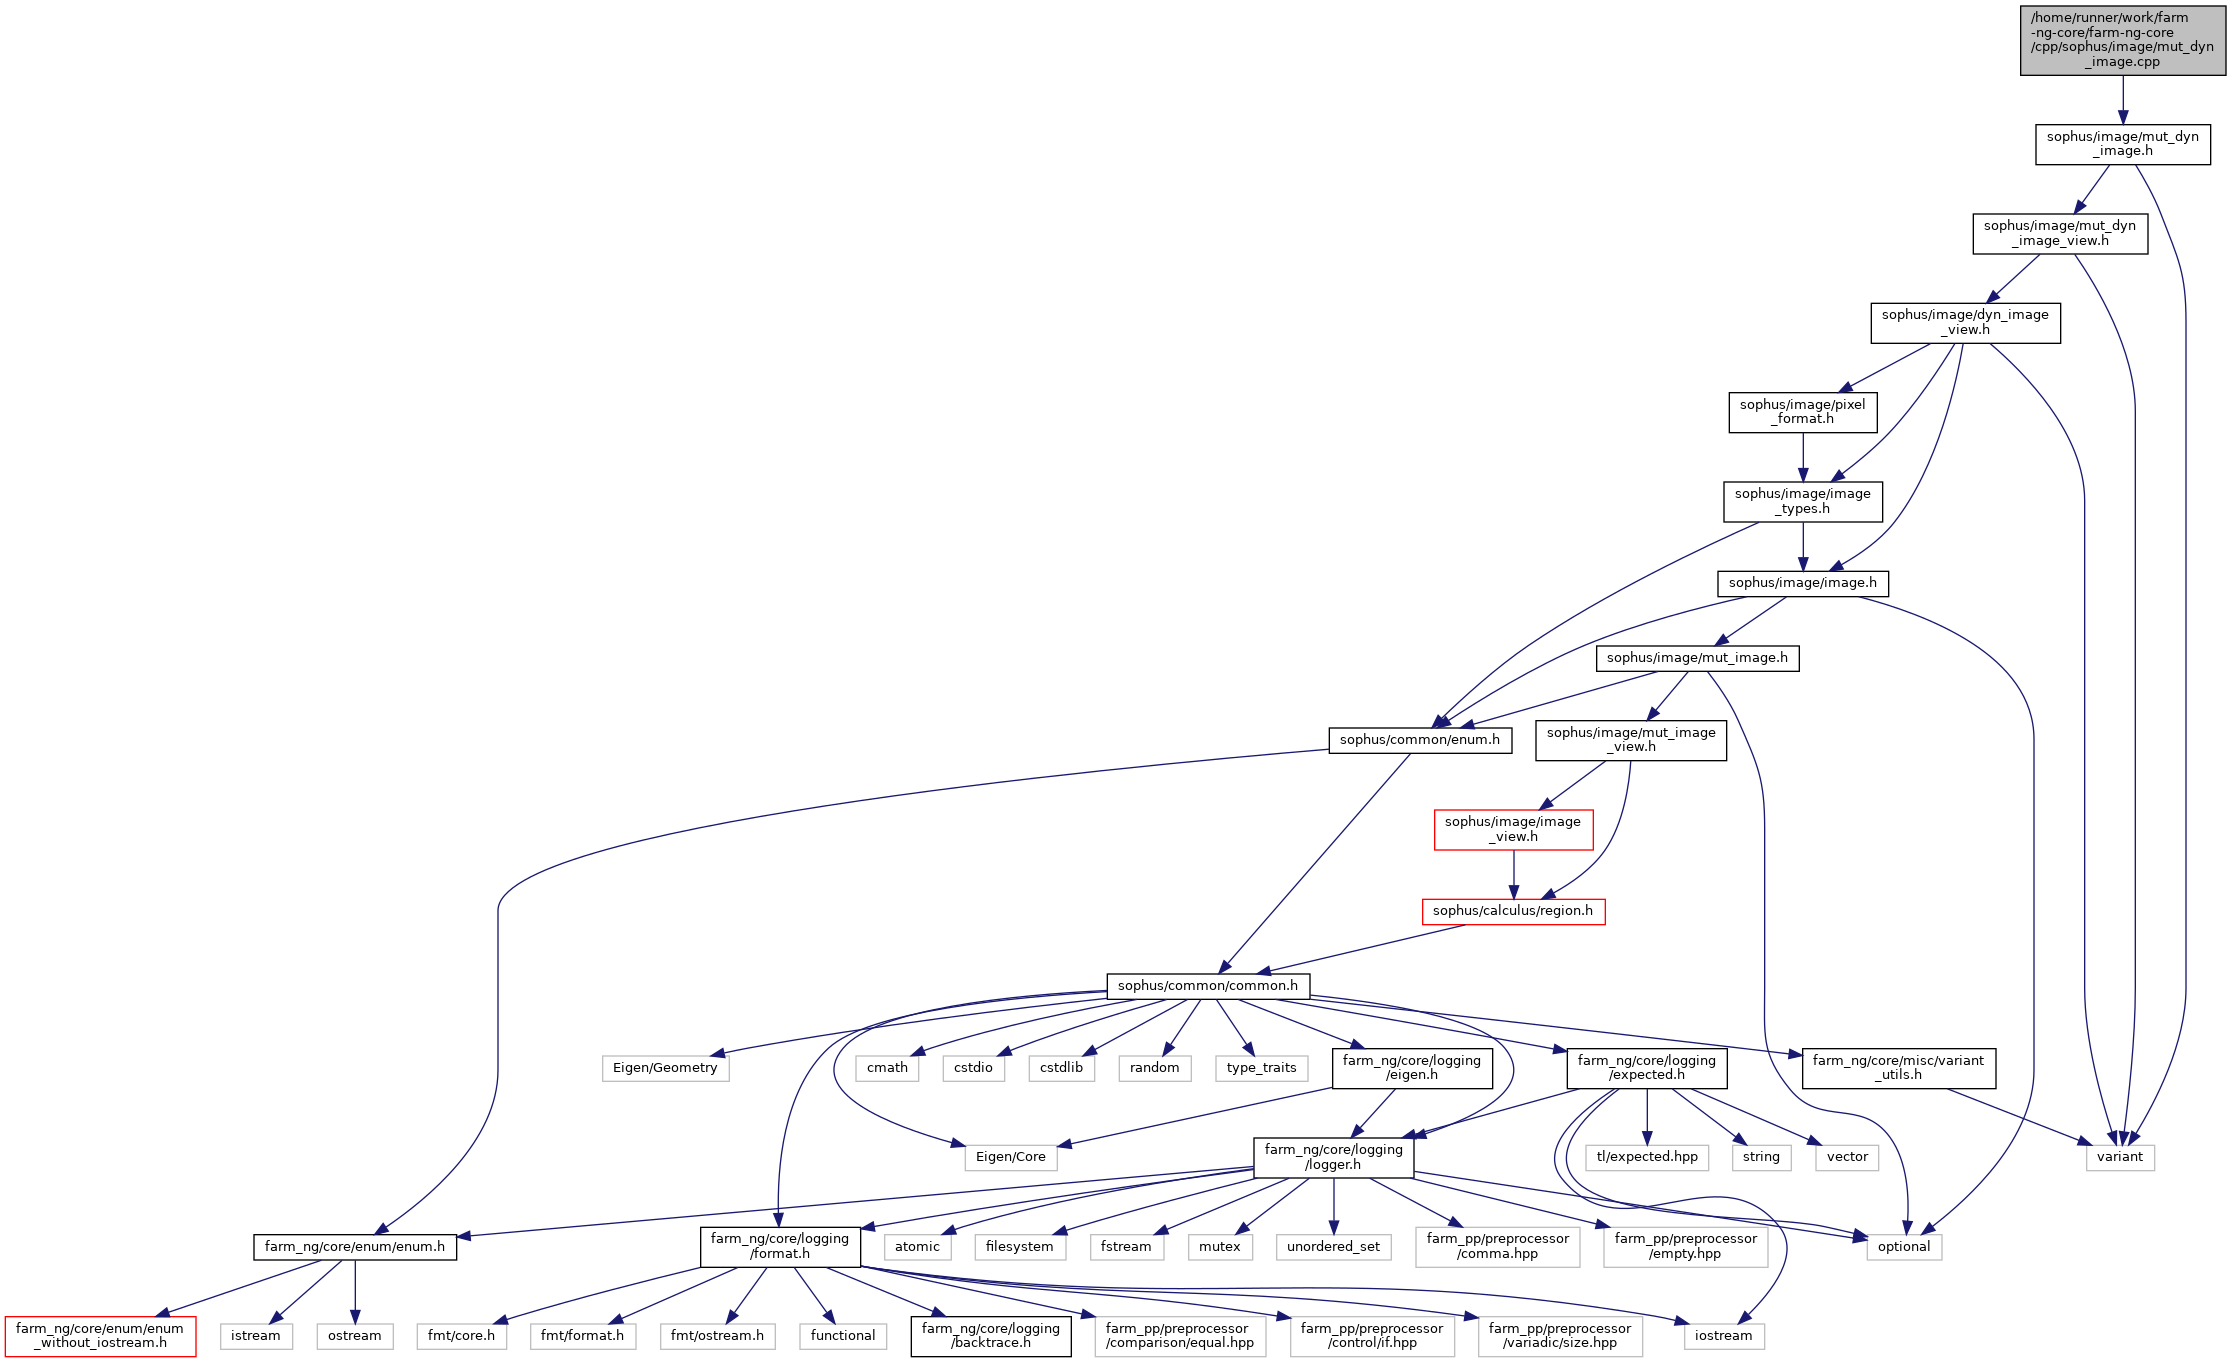 /home/runner/work/farm
-ng-core/farm-ng-core
/cpp/sophus/image/mut_dyn
_image.cpp
sophus/image/mut_dyn
_image.h
sophus/image/mut_dyn
_image_view.h
sophus/image/dyn_image
_view.h
sophus/image/pixel
_format.h
sophus/image/image
_types.h
sophus/image/image.h
sophus/image/mut_image.h
sophus/common/enum.h
sophus/image/mut_image
_view.h
sophus/image/image
_view.h
sophus/calculus/region.h
sophus/common/common.h
Eigen/Geometry
cmath
cstdio
cstdlib
random
type_traits
farm_ng/core/logging
/eigen.h
farm_ng/core/logging
/expected.h
farm_ng/core/misc/variant
_utils.h
Eigen/Core
farm_ng/core/logging
/logger.h
tl/expected.hpp
string
vector
variant
farm_ng/core/enum/enum.h
farm_ng/core/logging
/format.h
atomic
filesystem
fstream
mutex
unordered_set
farm_pp/preprocessor
/comma.hpp
farm_pp/preprocessor
/empty.hpp
optional
farm_ng/core/enum/enum
_without_iostream.h
istream
ostream
fmt/core.h
fmt/format.h
fmt/ostream.h
functional
farm_ng/core/logging
/backtrace.h
farm_pp/preprocessor
/comparison/equal.hpp
farm_pp/preprocessor
/control/if.hpp
farm_pp/preprocessor
/variadic/size.hpp
iostream